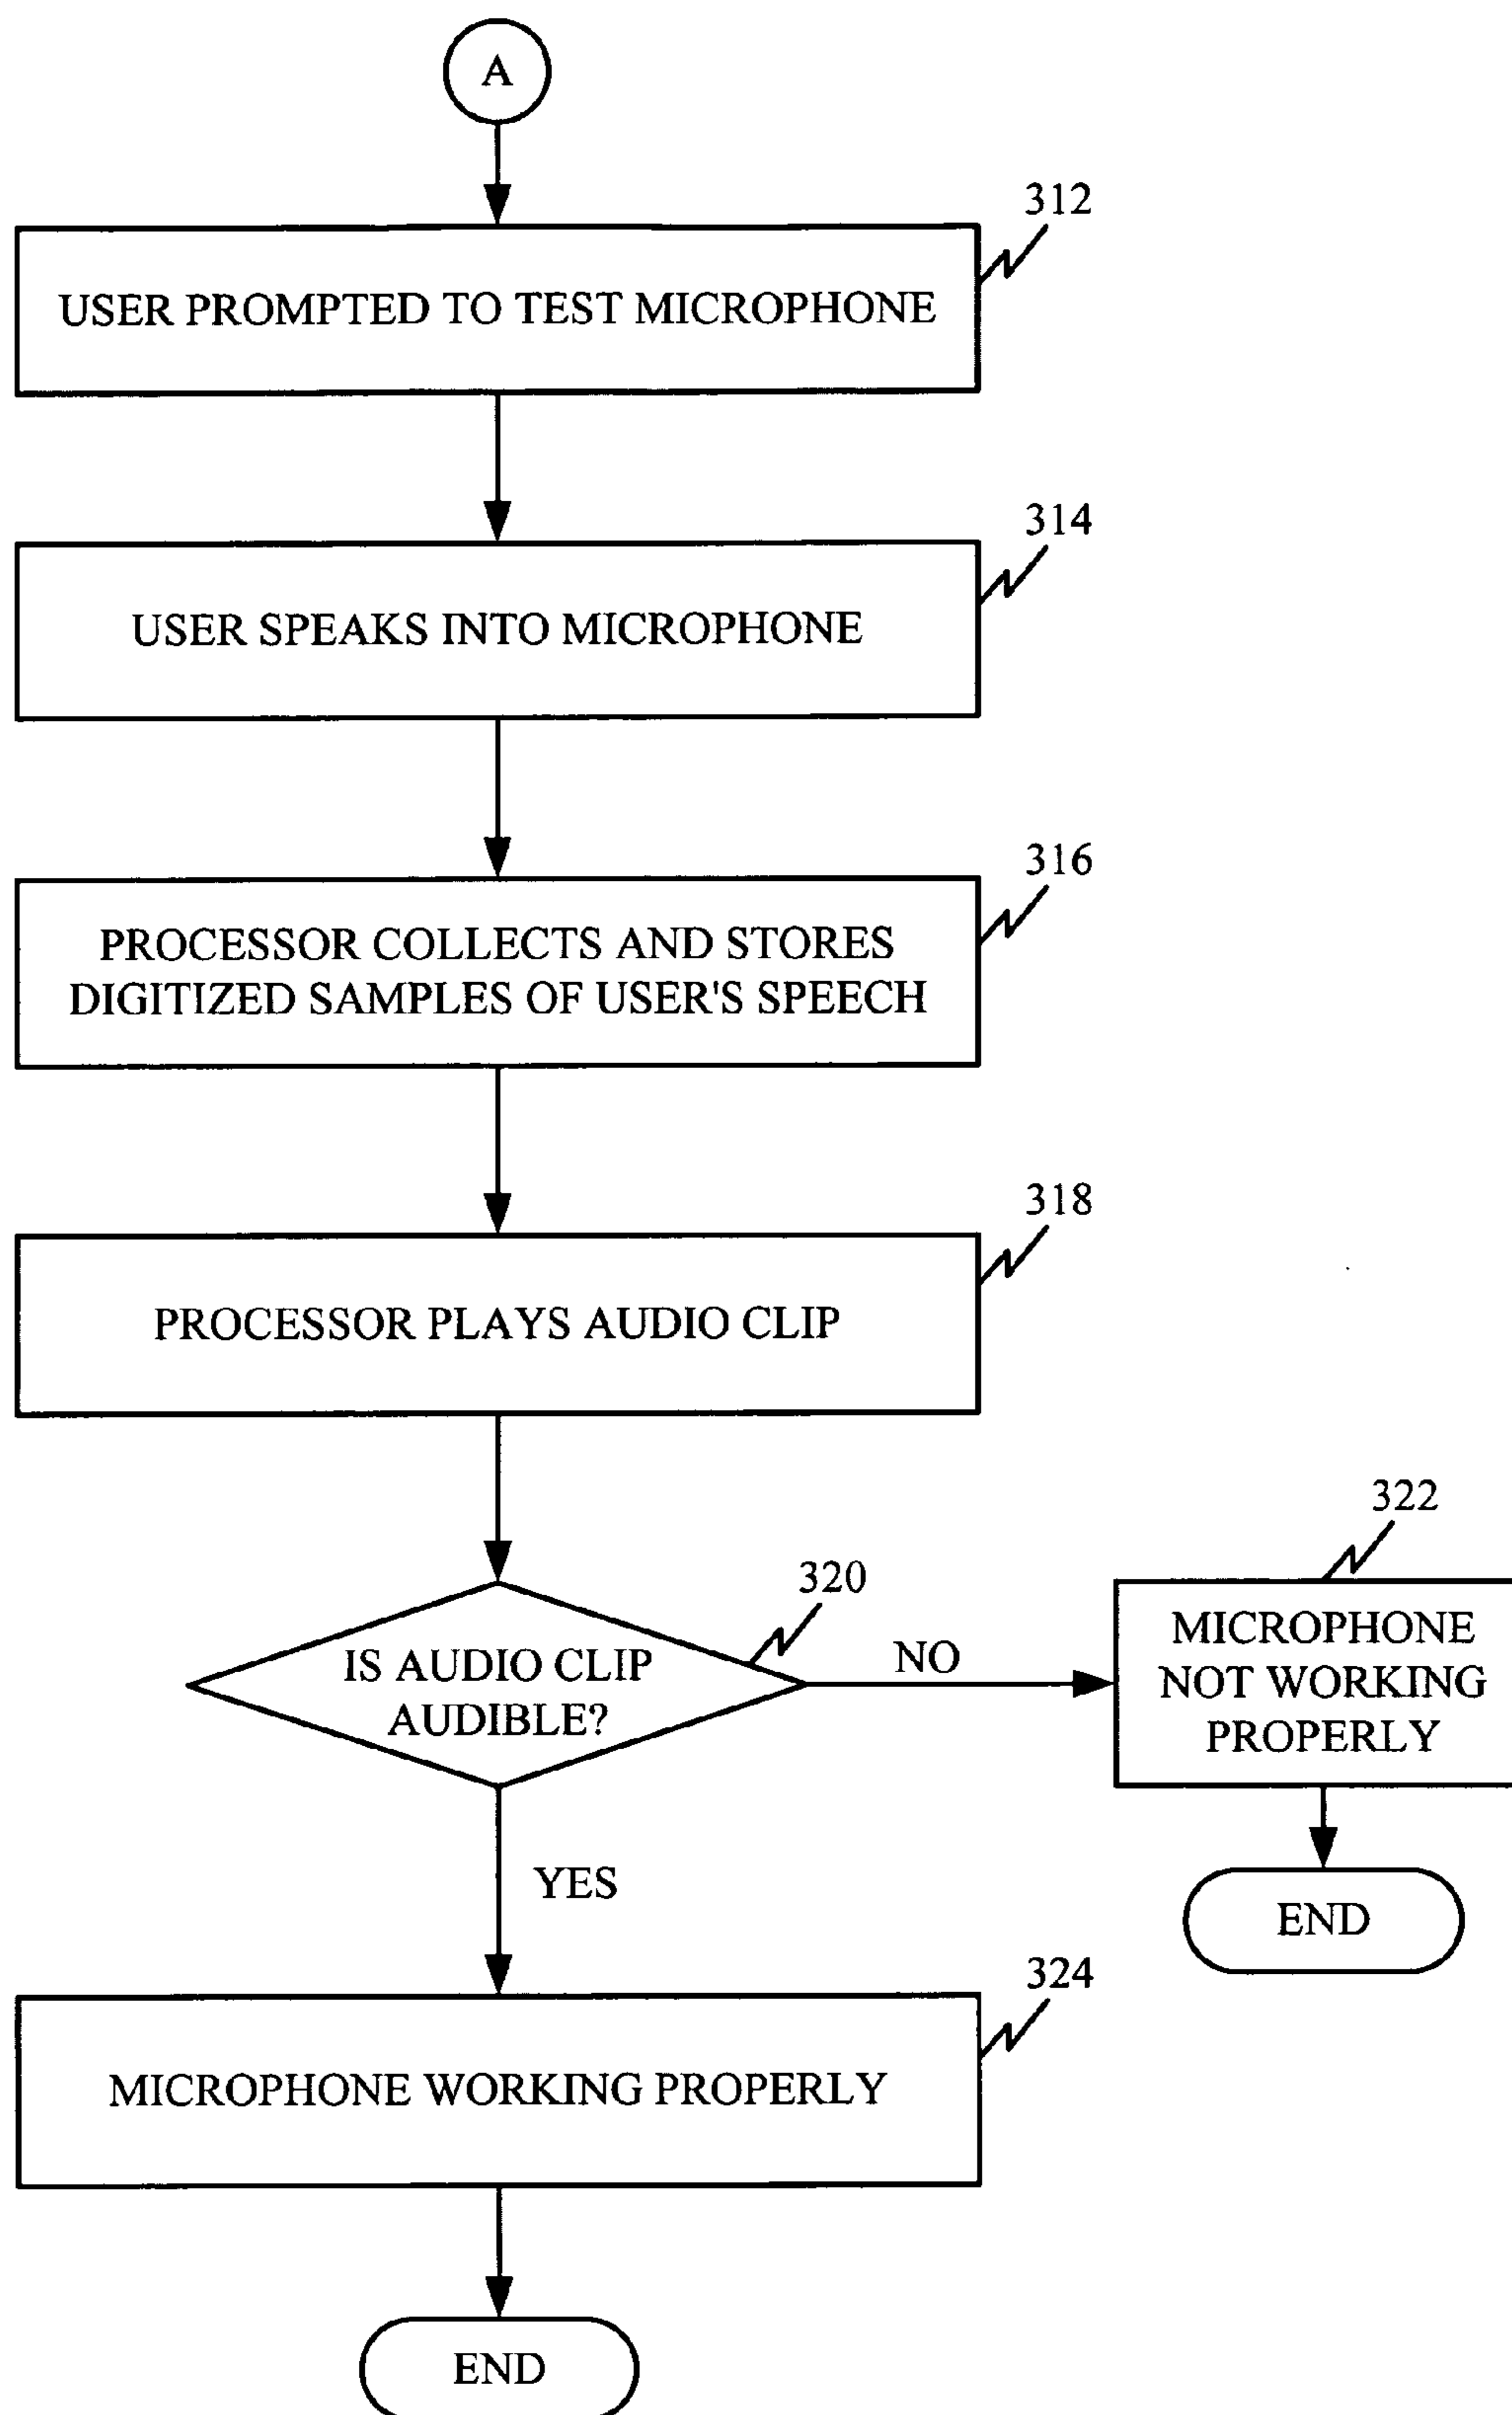 A
312
USER PROMPTED TO TEST MICROPHONE
314
USER SPEAKS INTO MICROPHONE
316
PROCESSOR COLLECTS AND STORES
DIGITIZED SAMPLES OF USER'S SPEECH
318
PROCESSOR PLAYS AUDIO CLIP
320
IS AUDIO CLIP
AUDIBLE?
NO
322
MICROPHONE
NOT WORKING
PROPERLY
END
YES
324
MICROPHONE WORKING PROPERLY
END